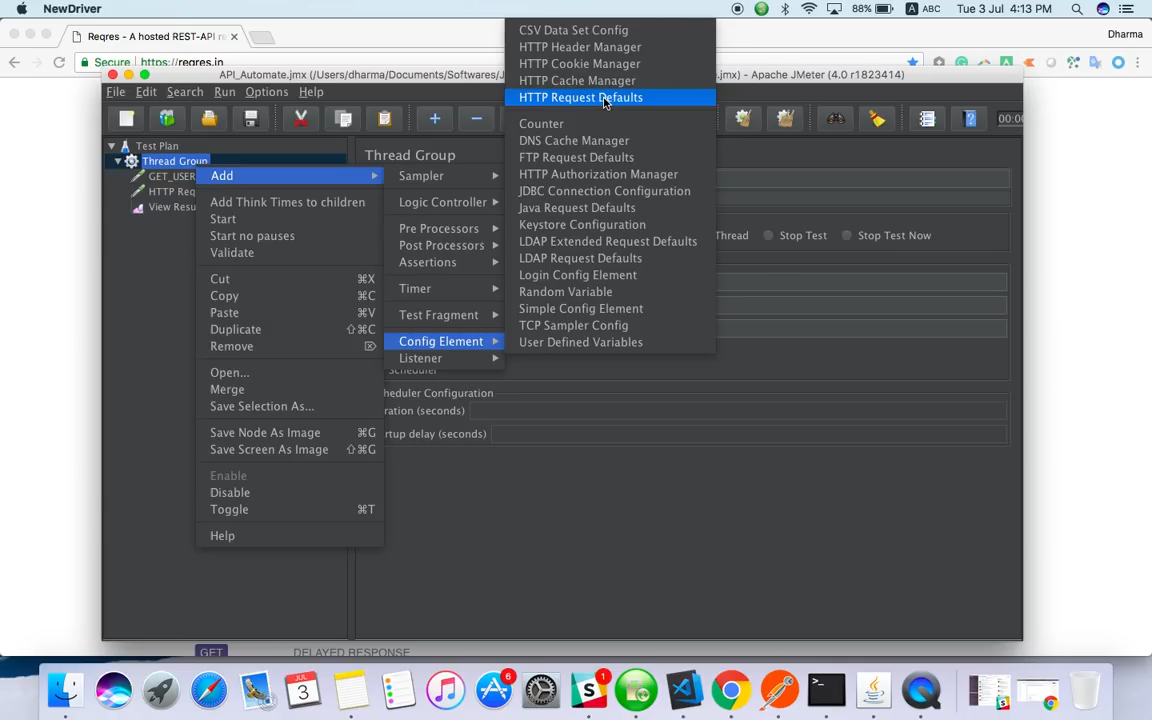 NewDriver
88%
A ABC
Tue 3 Jul 4:13 PM
Reqres - A hosted REST-API re
Dharma
Secure https://reqres.in
API_Automate.jmx (/Users/dharma/Documents/Softwares/J
.jmx) - Apache JMeter (4.0 r1823414)
File Edit Search Run Options Help
00:00
Test Plan
Thread Group
GET_USER
HTTP Req
View Resu
Thread Group
Thread
Stop Test
Stop Test Now
Scheduler
heduler Configuration
ration (seconds)
artup delay (seconds)
Add
Add Think Times to children
Start
Start no pauses
Validate
Cut ⌘X
Copy ⌘C
Paste ⌘V
Duplicate ⇧⌘C
Remove ⌦
Open...
Merge
Save Selection As...
Save Node As Image ⌘G
Save Screen As Image ⇧⌘G
Enable
Disable
Toggle ⌘T
Help
Sampler
Logic Controller
Pre Processors
Post Processors
Assertions
Timer
Test Fragment
Config Element
Listener
CSV Data Set Config
HTTP Header Manager
HTTP Cookie Manager
HTTP Cache Manager
HTTP Request Defaults
Counter
DNS Cache Manager
FTP Request Defaults
HTTP Authorization Manager
JDBC Connection Configuration
Java Request Defaults
Keystore Configuration
LDAP Extended Request Defaults
LDAP Request Defaults
Login Config Element
Random Variable
Simple Config Element
TCP Sampler Config
User Defined Variables
GET DELAYED RESPONSE
JUL
3
6
1